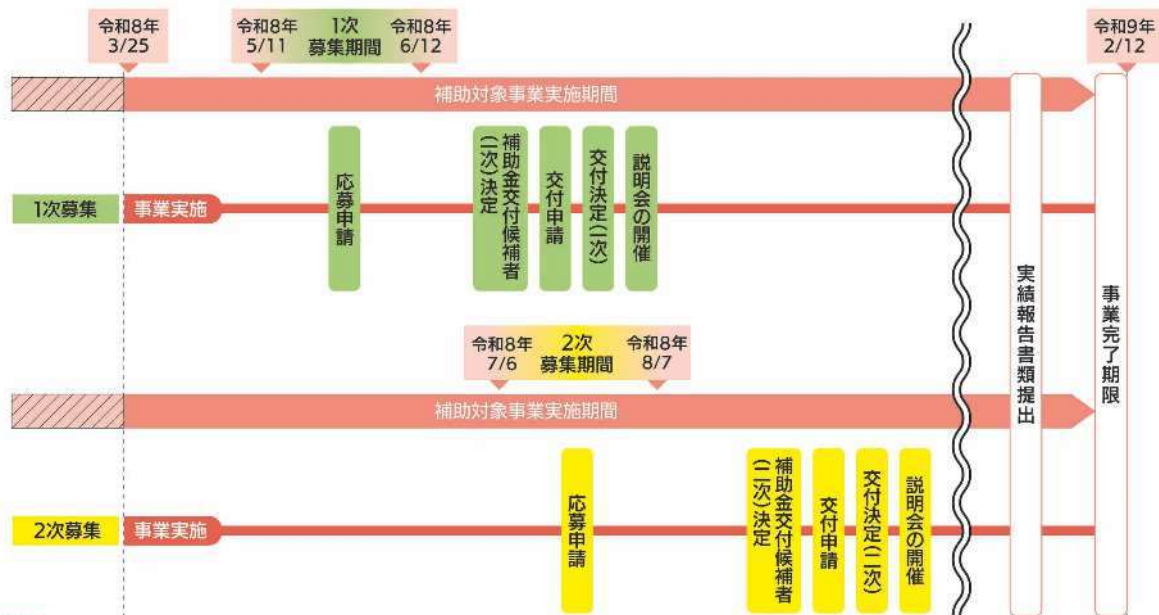 令和8年
3/25
令和8年
5/11
1次
募集期間
令和8年
6/12
令和9年
2/12
補助対象事業実施期間
1次募集
事業実施
応募申請
補助金交付候補者
(一次)決定
交付申請
交付決定(一次)
説明会の開催
令和8年
7/6
2次
募集期間
令和8年
8/7
補助対象事業実施期間
2次募集
事業実施
応募申請
補助金交付候補者
(二次)決定
交付申請
交付決定(二次)
説明会の開催
実績報告書類提出
事業完了期限